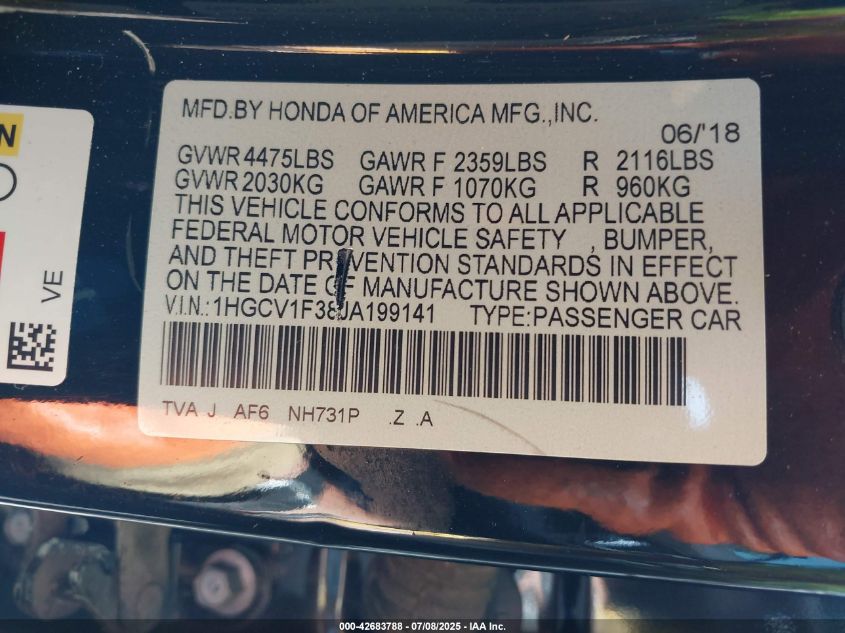 MFD.BY HONDA OF AMERICA MFG.,INC.
06/'18
GVWR 4475LBS GAWR F 2359LBS R 2116LBS
GVWR 2030KG GAWR F 1070KG R 960KG
THIS VEHICLE CONFORMS TO ALL APPLICABLE
FEDERAL MOTOR VEHICLE SAFETY , BUMPER,
AND THEFT PREVENTION STANDARDS IN EFFECT
ON THE DATE OF MANUFACTURE SHOWN ABOVE.
V.I.N.:1HGCV1F38JA199141 TYPE:PASSENGER CAR
TVA J AF6 NH731P .Z .A
VE
000-42683788 - 07/08/2025 - IAA Inc.